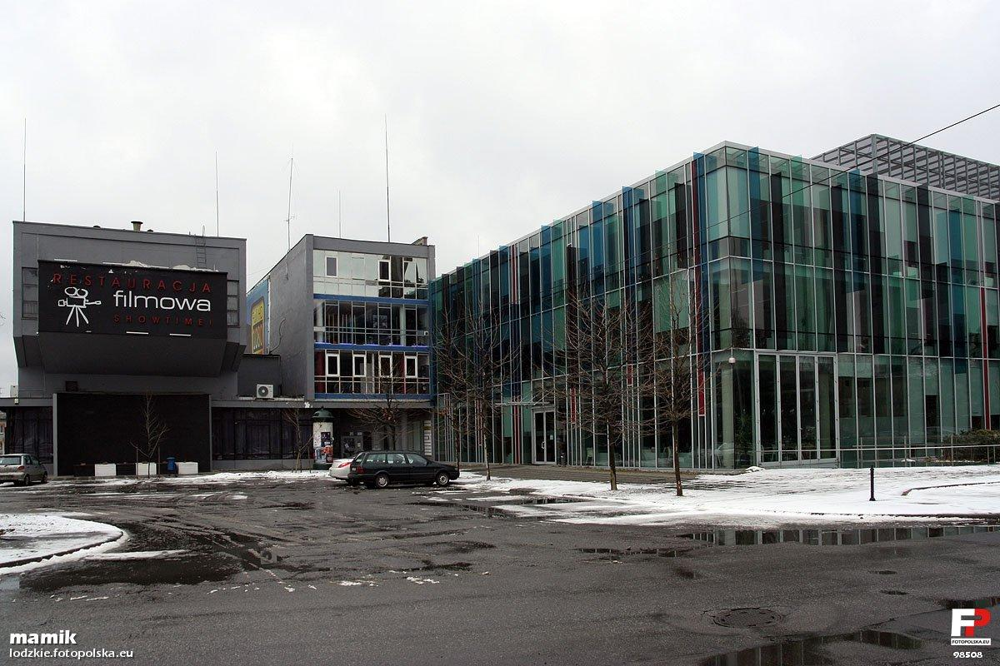 RESTAURACJA
filmowa
SHOWTIME!
mamik
lodzkie.fotopolska.eu
FP
FOTOPOLSKA.EU
98508